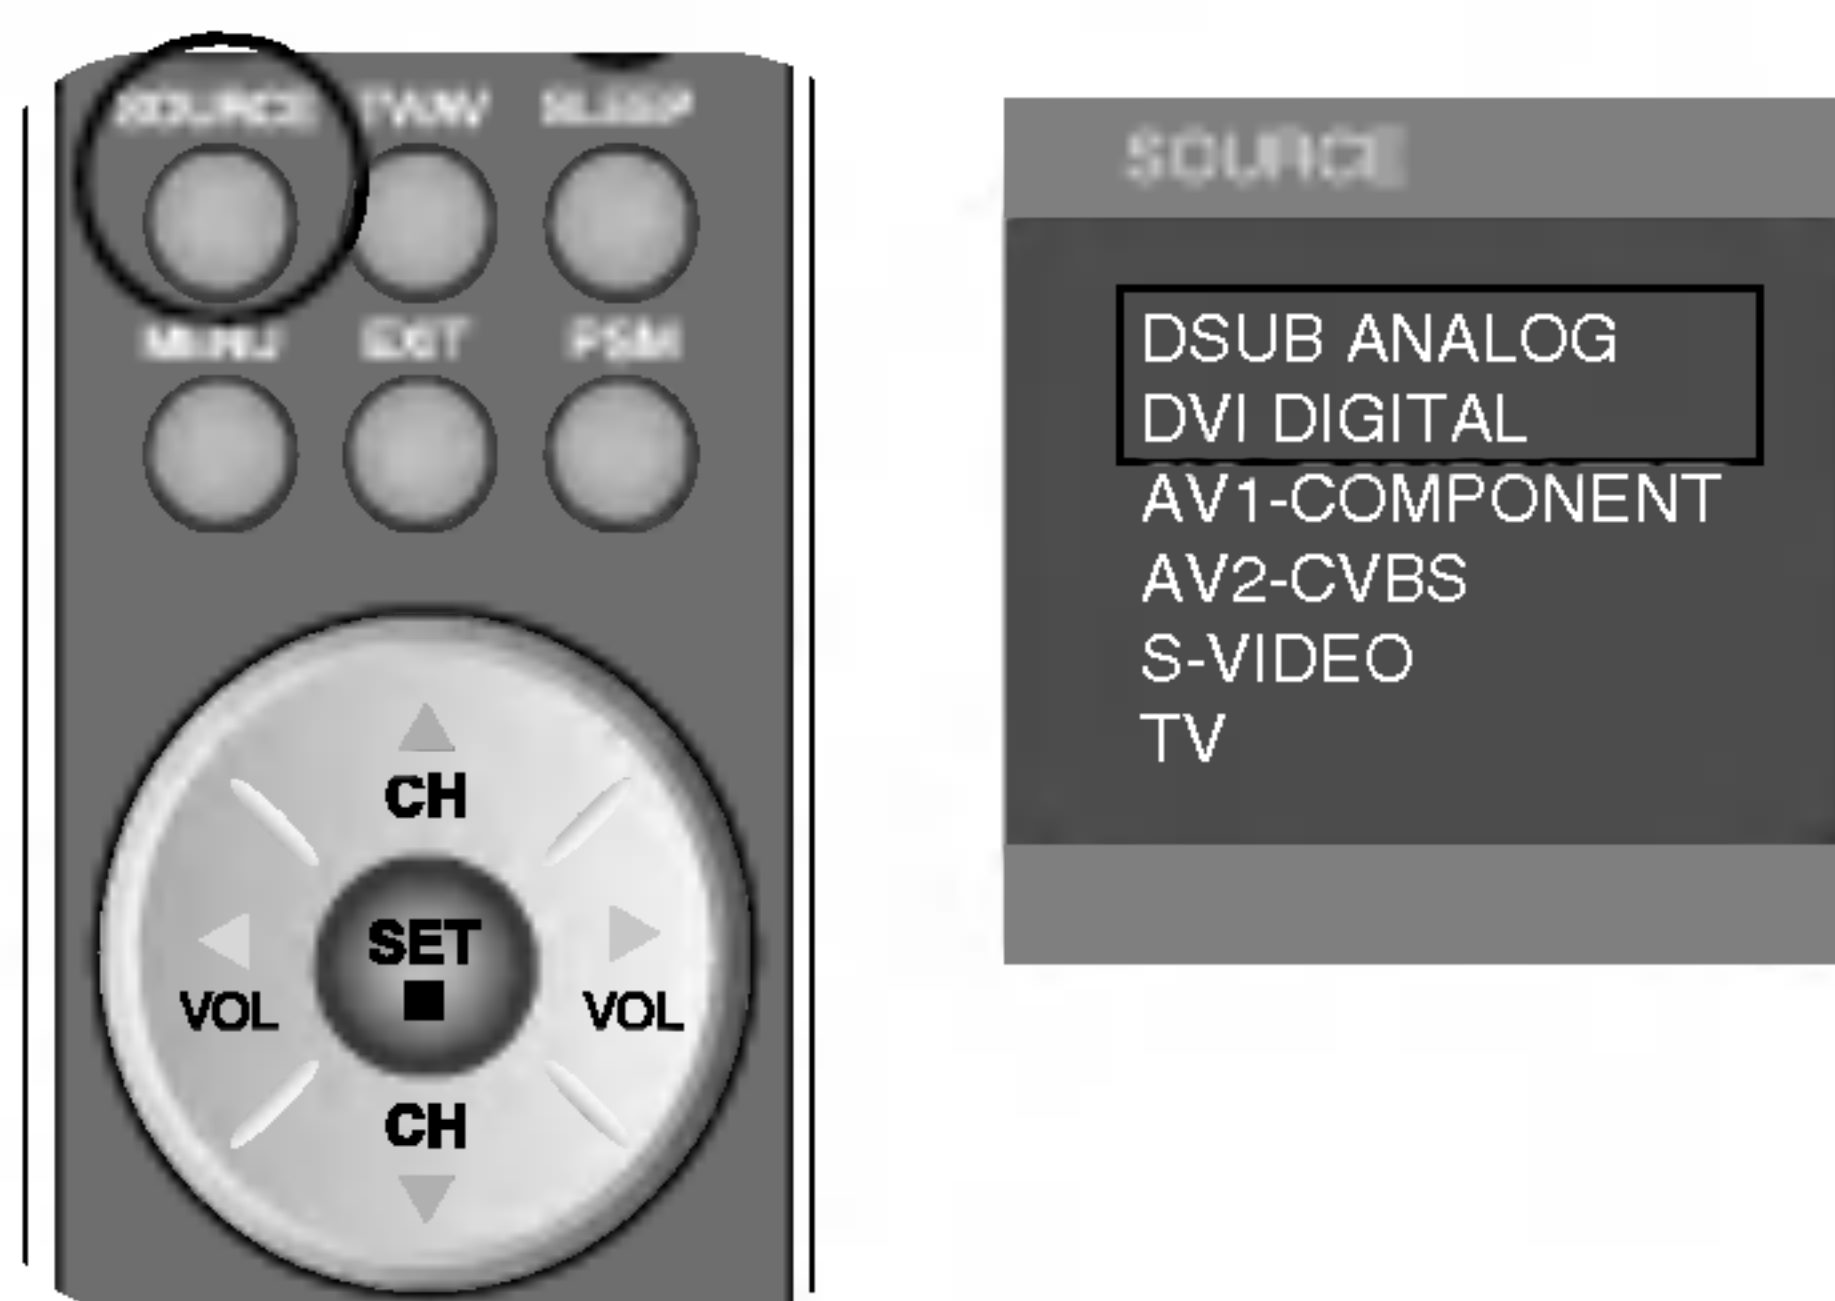 SOURCE TV/AV SLEEP
MENU EXIT PSM
CH
SET
VOL VOL
CH
SOURCE
DSUB ANALOG
DVI DIGITAL
AV1-COMPONENT
AV2-CVBS
S-VIDEO
TV